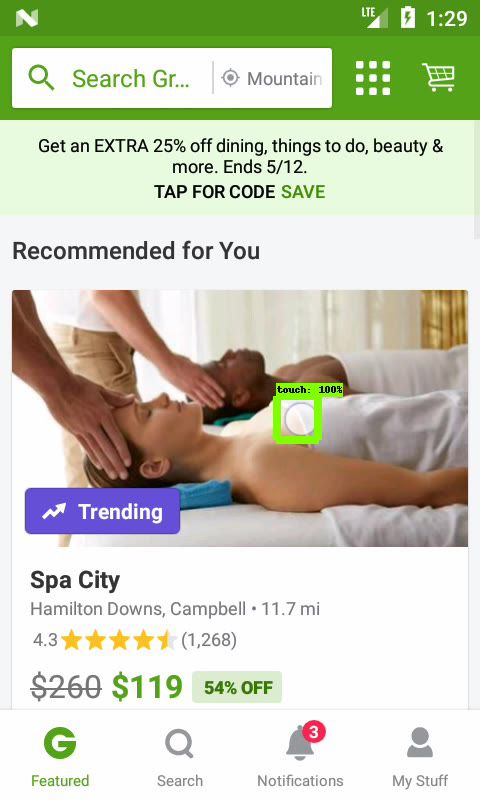 LTE 1:29
Search Gr... Mountain
Get an EXTRA 25% off dining, things to do, beauty &
more. Ends 5/12.
TAP FOR CODE SAVE
Recommended for You
touch: 100%
Trending
Spa City
Hamilton Downs, Campbell • 11.7 mi
4.3 (1,268)
$260 $119 54% OFF
3
Featured Search Notifications My Stuff